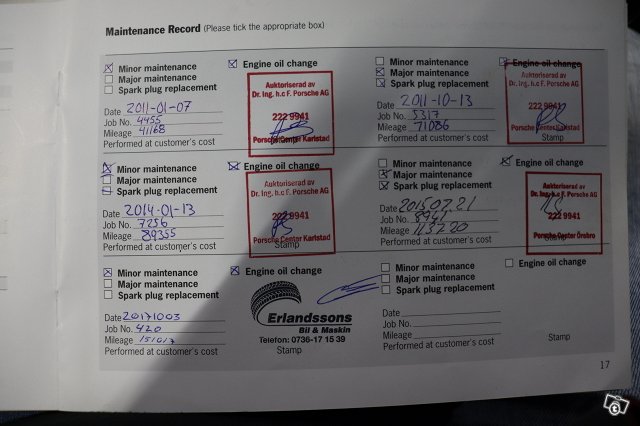 Maintenance Record (Please tick the appropriate box)
Minor maintenance
Engine oil change
Major maintenance
Spark plug replacement
Auktoriserad av
Dr. Ing. h.c F. Porsche AG
222 9941
Porsche Center Karlstad
Date 2011-01-07
Job No. 4455
Mileage 41168
Performed at customer's cost
Minor maintenance
Engine oil change
Major maintenance
Spark plug replacement
Auktoriserad av
Dr. Ing. h.c F. Porsche AG
222 9941
Porsche Center Karlstad
Date 2011-10-13
Job No. 5317
Mileage 71086
Performed at customer's cost
Stamp
Minor maintenance
Engine oil change
Major maintenance
Spark plug replacement
Auktoriserad av
Dr. Ing. h.c F. Porsche AG
222 9941
Porsche Center Karlstad
Stamp
Date 2014-01-13
Job No. 7256
Mileage 89355
Performed at customer's cost
Minor maintenance
Engine oil change
Major maintenance
Spark plug replacement
Auktoriserad av
Dr. Ing. h.c F. Porsche AG
222 9941
Porsche Center Örebro
Date 20150721
Job No.
Mileage 113720
Performed at customer's cost
Stamp
Minor maintenance
Engine oil change
Major maintenance
Spark plug replacement
Erlandssons
Bil & Maskin
Telefon: 0736-17 15 39
Stamp
Date 20171003
Job No. 420
Mileage
Performed at customer's cost
Minor maintenance
Engine oil change
Major maintenance
Spark plug replacement
Date
Job No.
Mileage
Performed at customer's cost
Stamp
17